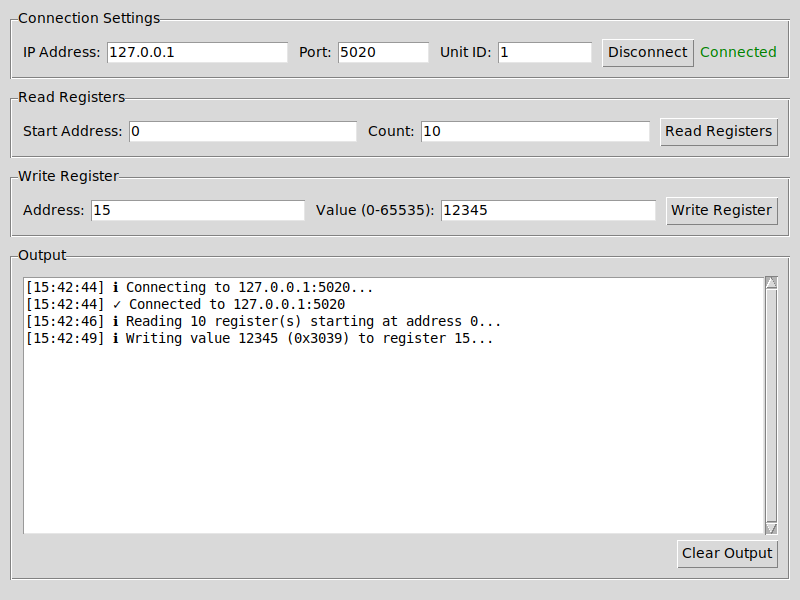 Connection Settings
IP Address: 127.0.0.1 Port: 5020 Unit ID: 1 Disconnect Connected
Read Registers
Start Address: 0 Count: 10 Read Registers
Write Register
Address: 15 Value (0-65535): 12345 Write Register
Output
[15:42:44] ℹ Connecting to 127.0.0.1:5020...
[15:42:44] ✓ Connected to 127.0.0.1:5020
[15:42:46] ℹ Reading 10 register(s) starting at address 0...
[15:42:49] ℹ Writing value 12345 (0x3039) to register 15...
Clear Output